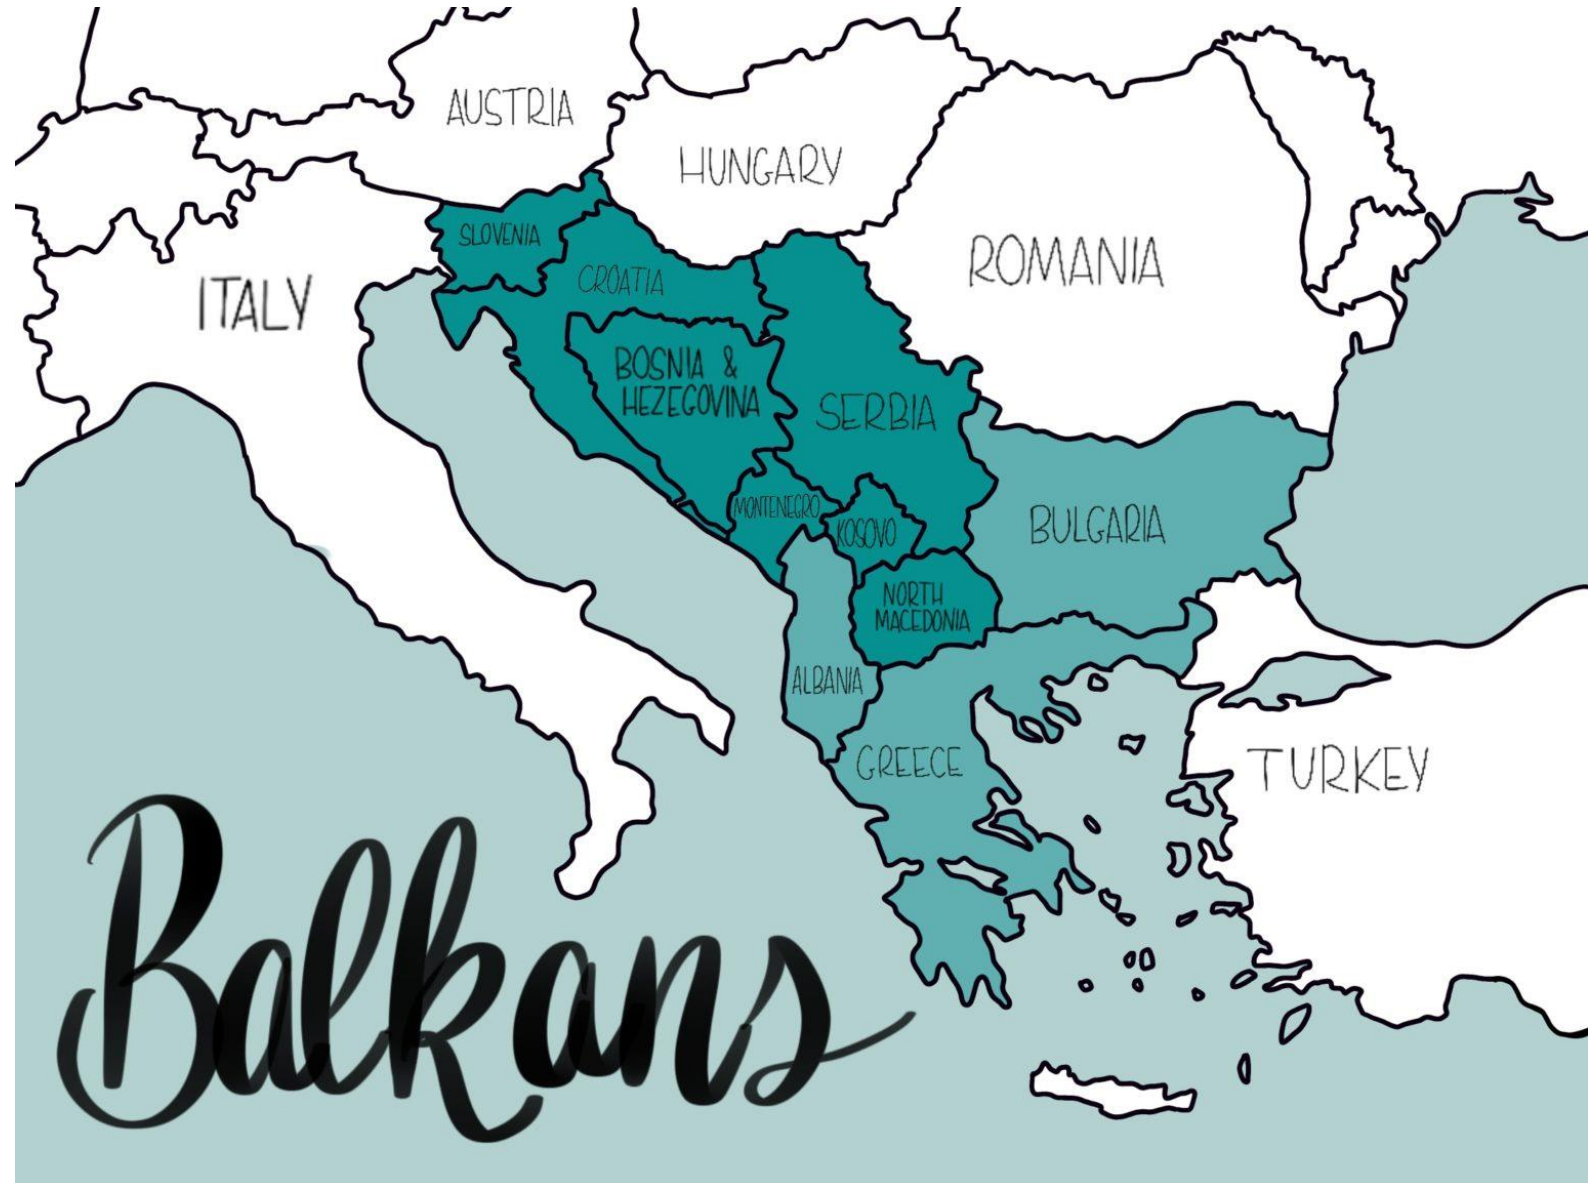 AUSTRIA
HUNGARY
SLOVENIA
ROMANIA
CROATIA
ITALY
BOSNIA &
HEZEGOVINA
SERBIA
MONTENEGRO
KOSOVO
BULGARIA
NORTH
MACEDONIA
ALBANIA
GREECE
TURKEY
Balkans